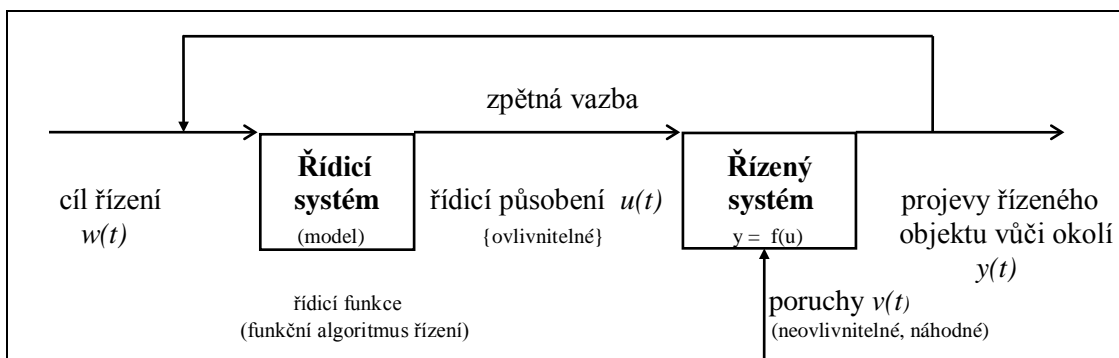 zpětná vazba
cíl řízení
w(t)
Řídicí
systém
(model)
řídicí působení u(t)
{ovlivnitelné}
Řízený
systém
y = f(u)
projevy řízeného
objektu vůči okolí
y(t)
řídicí funkce
(funkční algoritmus řízení)
poruchy v(t)
(neovlivnitelné, náhodné)